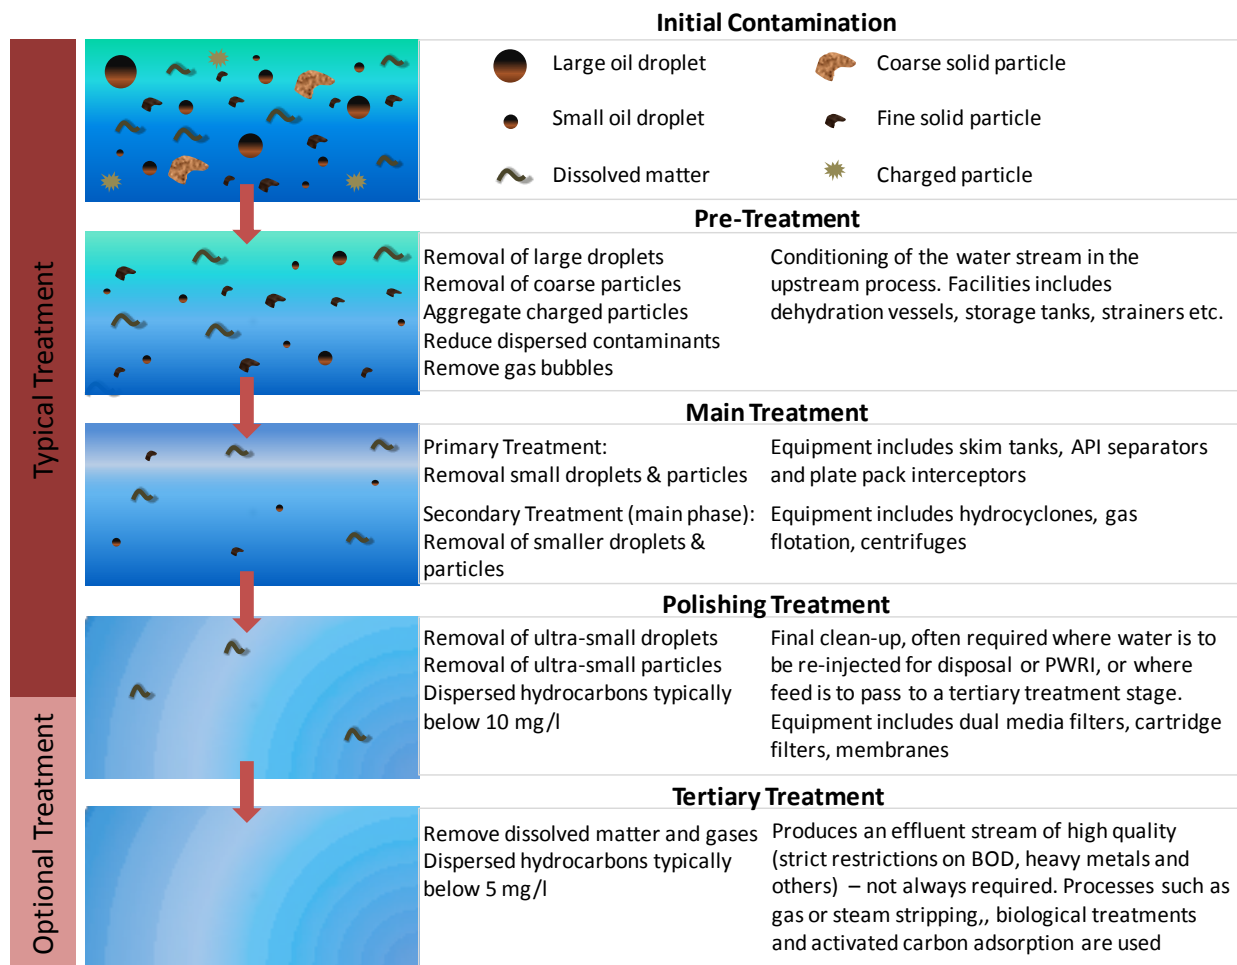 Initial Contamination
Large oil droplet
Coarse solid particle
Small oil droplet
Fine solid particle
Dissolved matter
Charged particle
Typical Treatment
Pre-Treatment
Removal of large droplets
Removal of coarse particles
Aggregate charged particles
Reduce dispersed contaminants
Remove gas bubbles
Conditioning of the water stream in the
upstream process. Facilities includes
dehydration vessels, storage tanks, strainers etc.
Main Treatment
Primary Treatment:
Removal small droplets & particles
Equipment includes skim tanks, API separators
and plate pack interceptors
Secondary Treatment (main phase):
Removal of smaller droplets &
particles
Equipment includes hydrocyclones, gas
flotation, centrifuges
Polishing Treatment
Removal of ultra-small droplets
Removal of ultra-small particles
Dispersed hydrocarbons typically
below 10 mg/l
Final clean-up, often required where water is to
be re-injected for disposal or PWRI, or where
feed is to pass to a tertiary treatment stage.
Equipment includes dual media filters, cartridge
filters, membranes
Optional Treatment
Tertiary Treatment
Remove dissolved matter and gases
Dispersed hydrocarbons typically
below 5 mg/l
Produces an effluent stream of high quality
(strict restrictions on BOD, heavy metals and
others) – not always required. Processes such as
gas or steam stripping,, biological treatments
and activated carbon adsorption are used